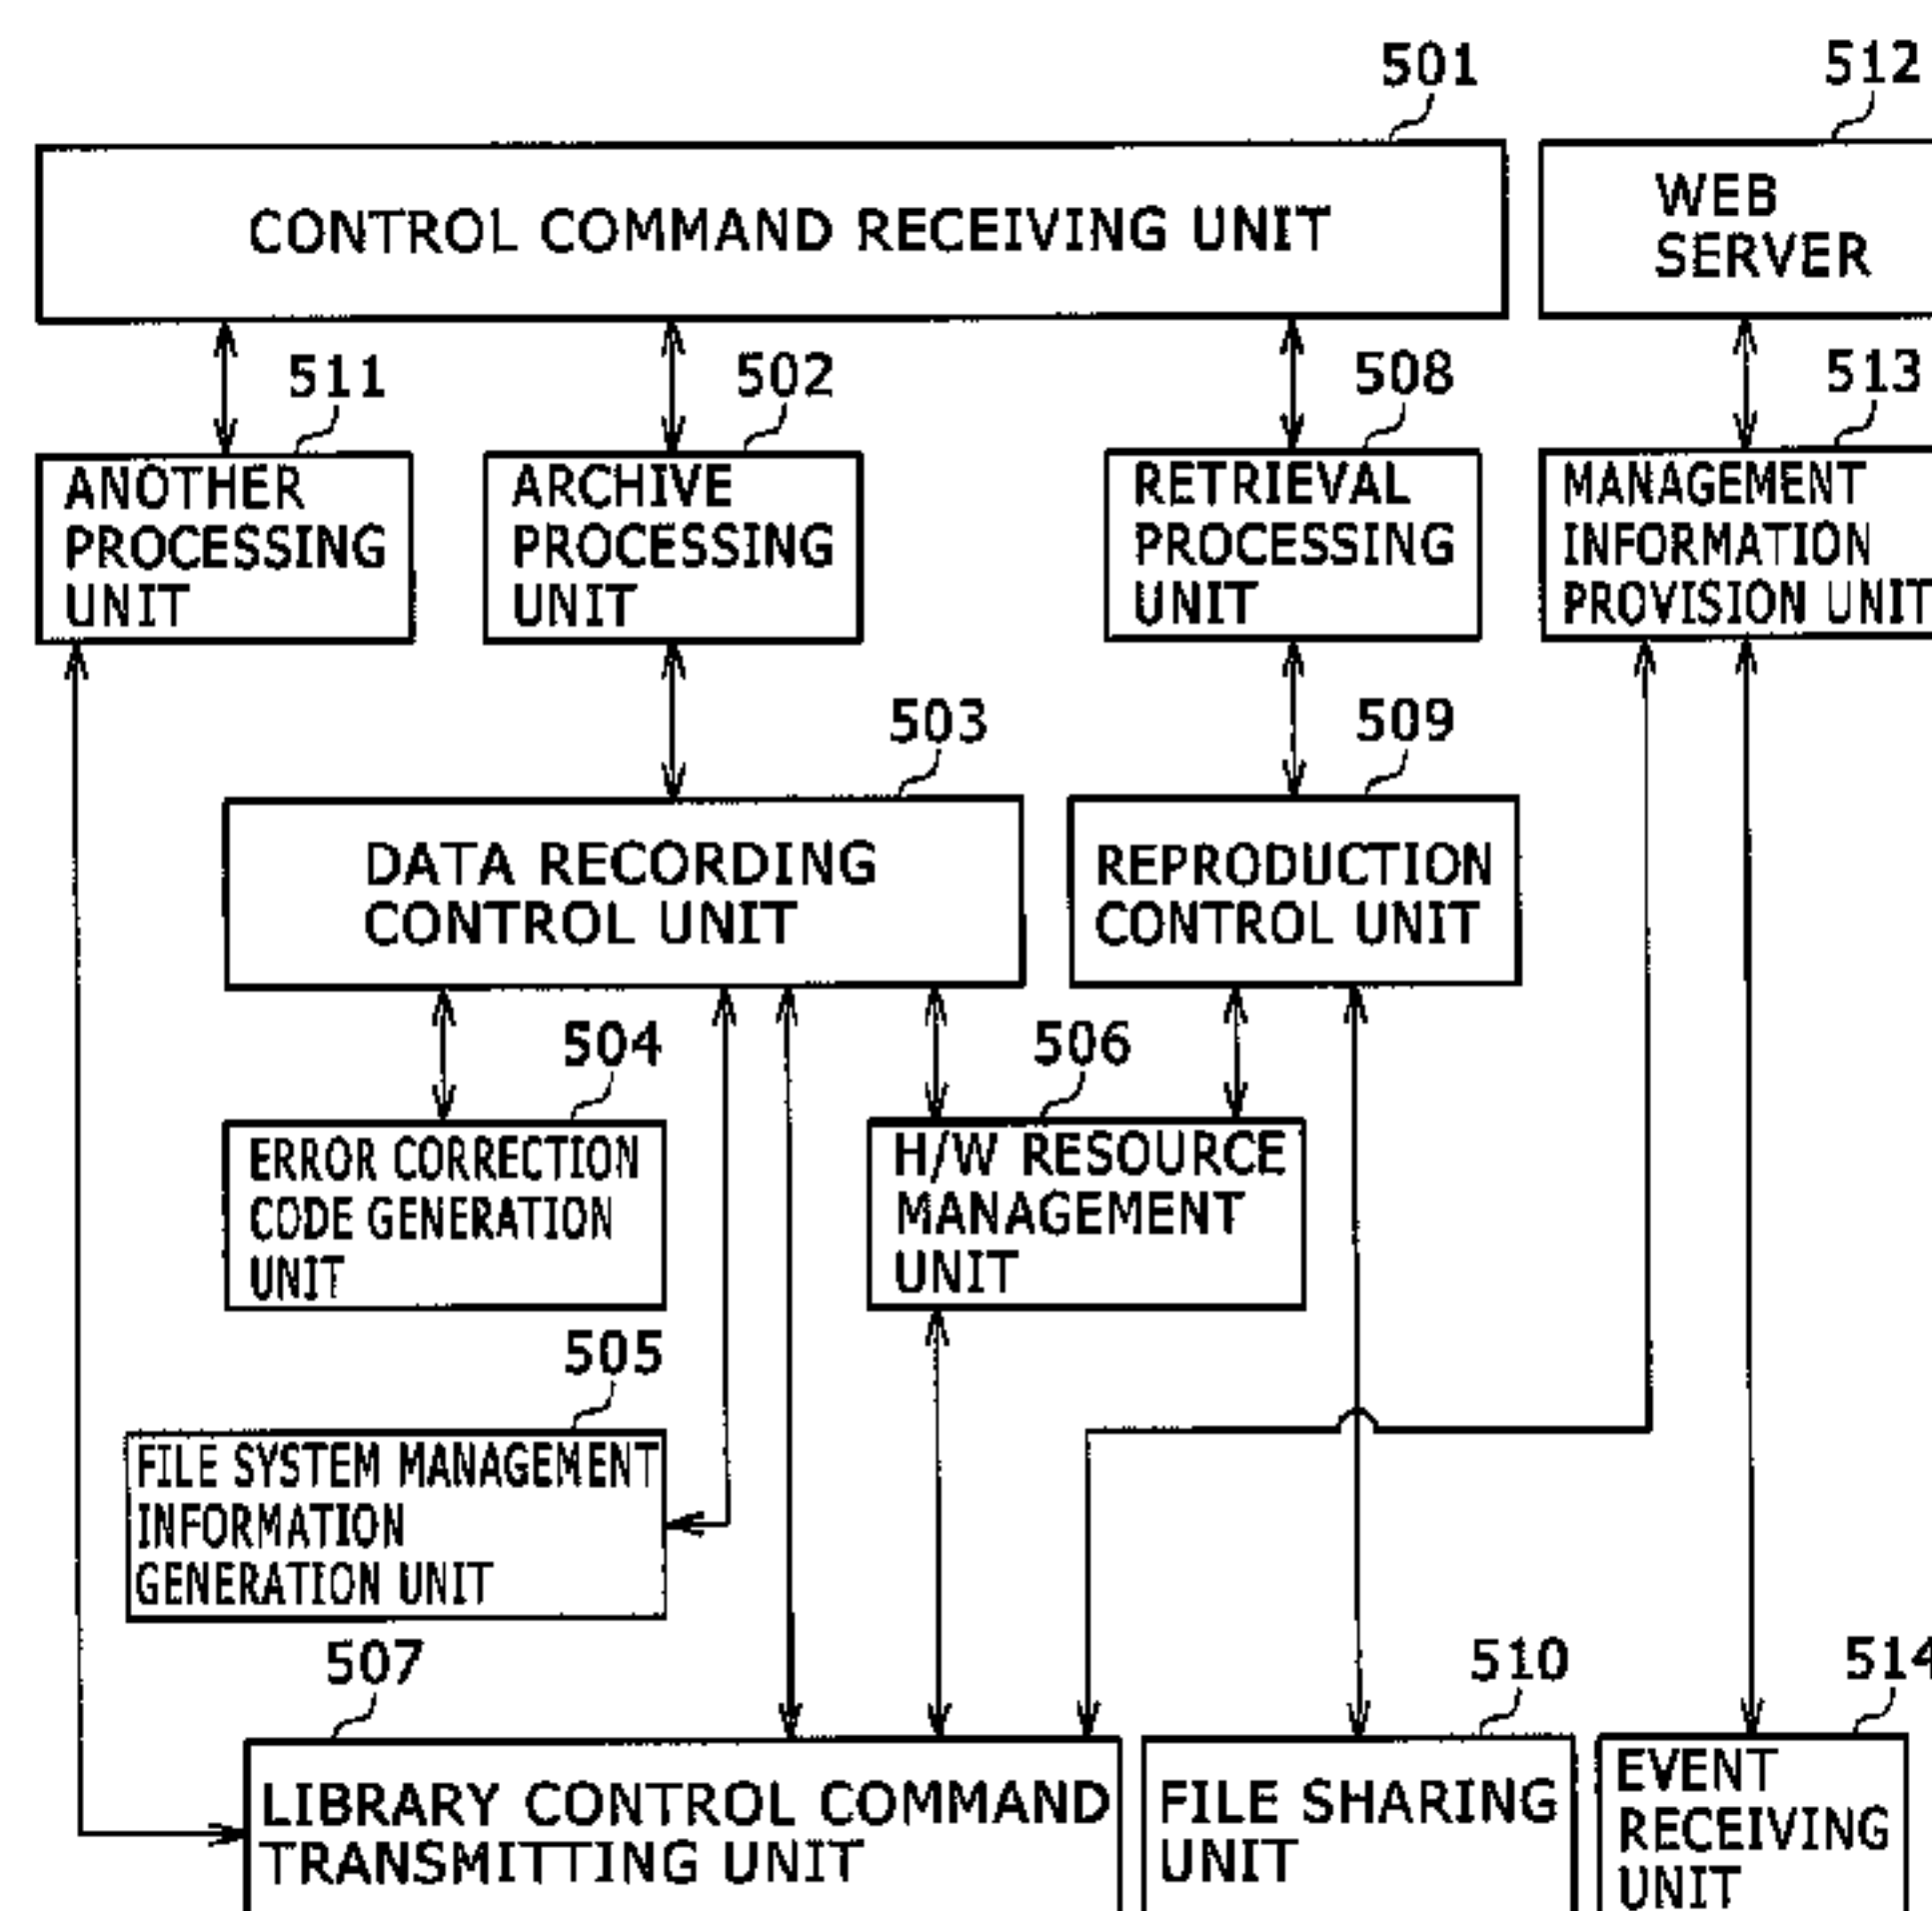 501
512
CONTROL COMMAND RECEIVING UNIT
WEB
SERVER
511
502
508
513
ANOTHER
PROCESSING
UNIT
ARCHIVE
PROCESSING
UNIT
RETRIEVAL
PROCESSING
UNIT
MANAGEMENT
INFORMATION
PROVISION UNIT
503
509
DATA RECORDING
CONTROL UNIT
REPRODUCTION
CONTROL UNIT
504
506
ERROR CORRECTION
CODE GENERATION
UNIT
H/W RESOURCE
MANAGEMENT
UNIT
505
FILE SYSTEM MANAGEMENT
INFORMATION
GENERATION UNIT
507
510
514
LIBRARY CONTROL COMMAND
TRANSMITTING UNIT
FILE SHARING
UNIT
EVENT
RECEIVING
UNIT